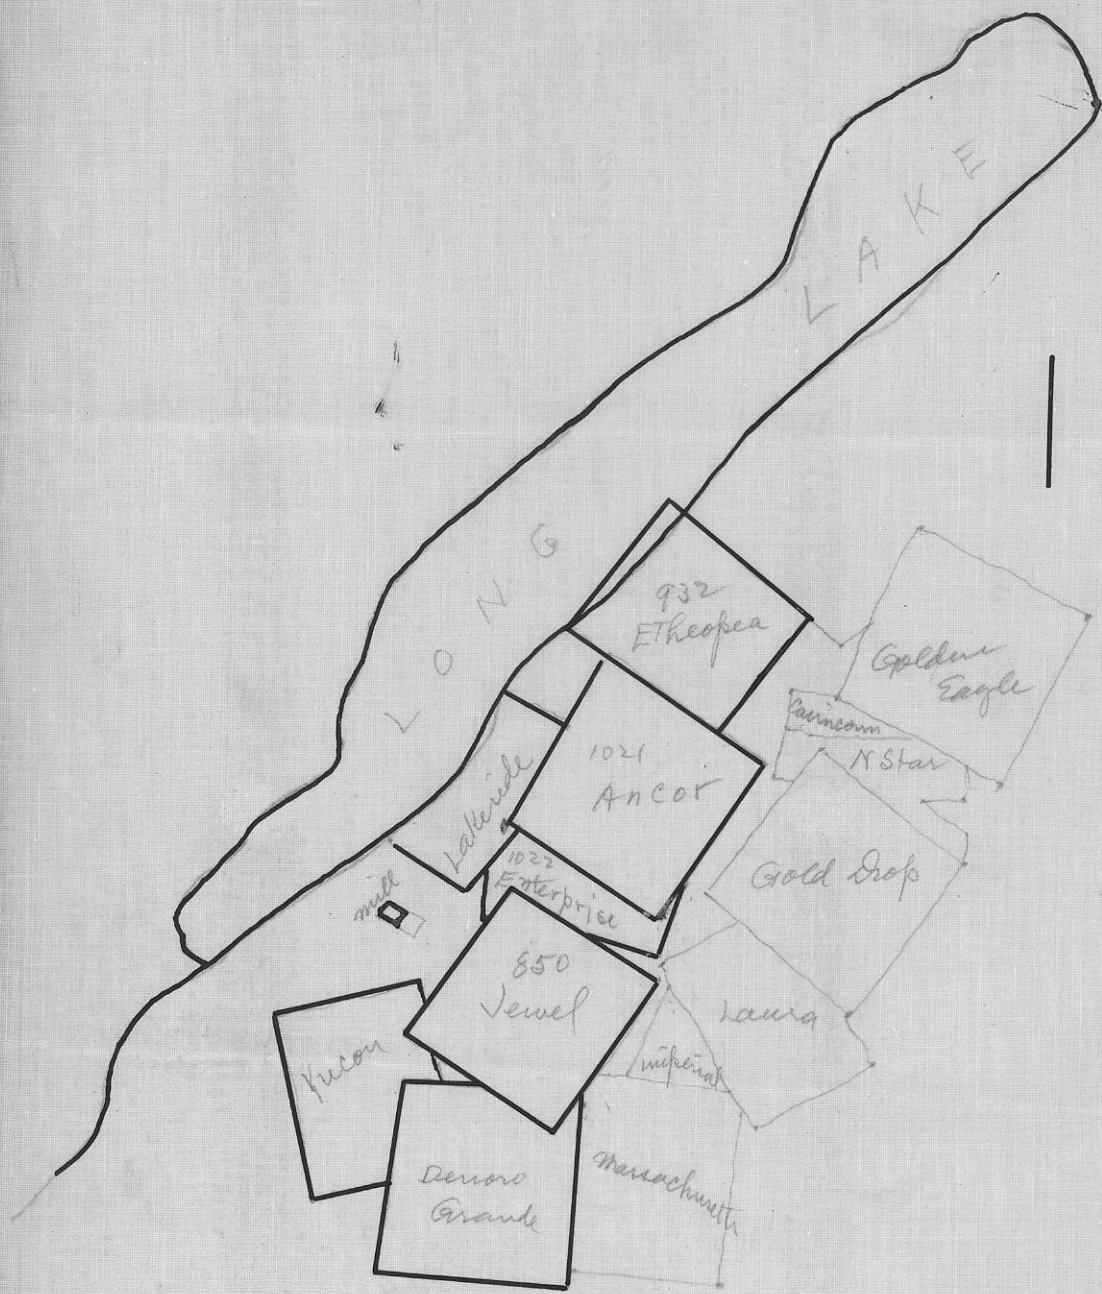 LONG LAKE
932
Etheopea
Golden
Eagle
N Star
1021
Ancor
Lakeside
Gold Drop
1022
Enterprise
mill
850
Jewel
Laura
imperial
Denoro
Grande
Massachusetts